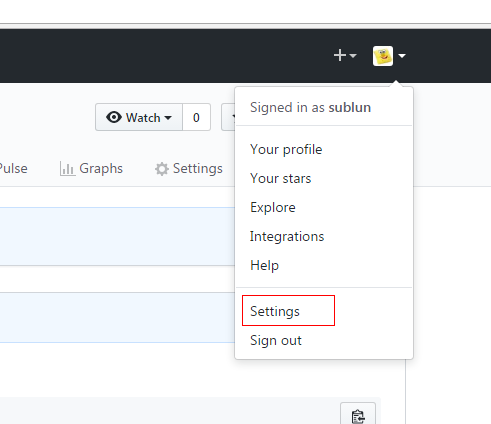 Signed in as sublun
Watch 0
Pulse Graphs Settings
Your profile
Your stars
Explore
Integrations
Help
Settings
Sign out